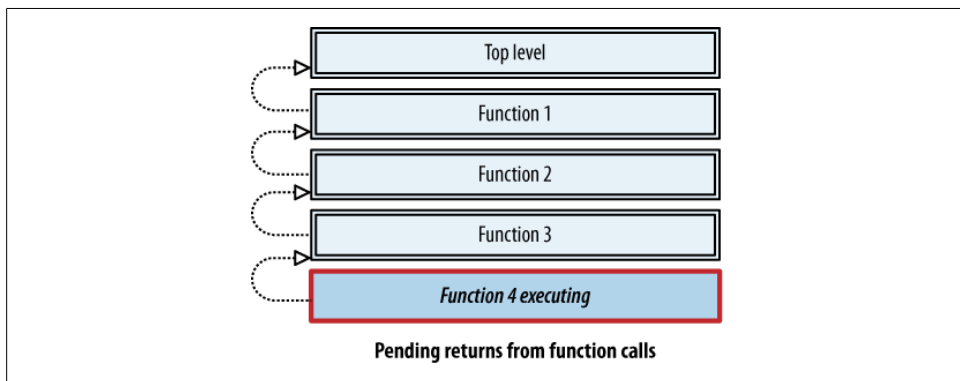 Top level
Function 1
Function 2
Function 3
Function 4 executing
Pending returns from function calls